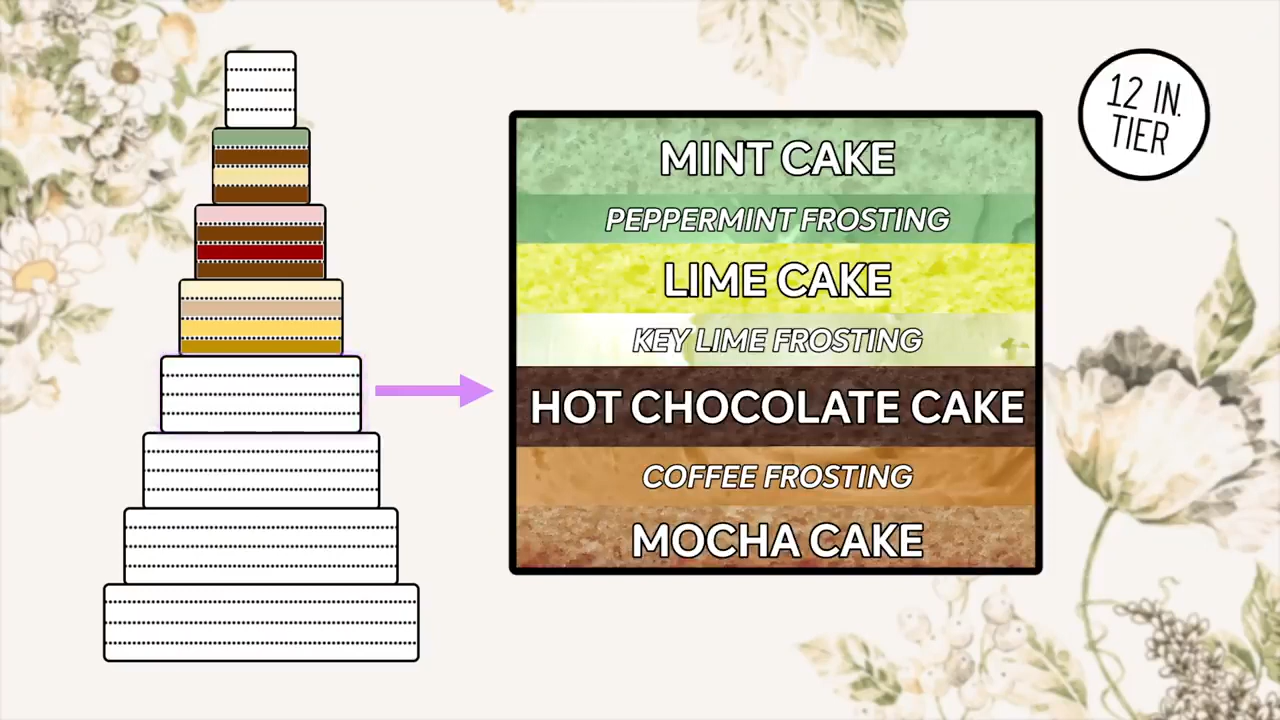 12 IN.
TIER
MINT CAKE
PEPPERMINT FROSTING
LIME CAKE
KEY LIME FROSTING
HOT CHOCOLATE CAKE
COFFEE FROSTING
MOCHA CAKE